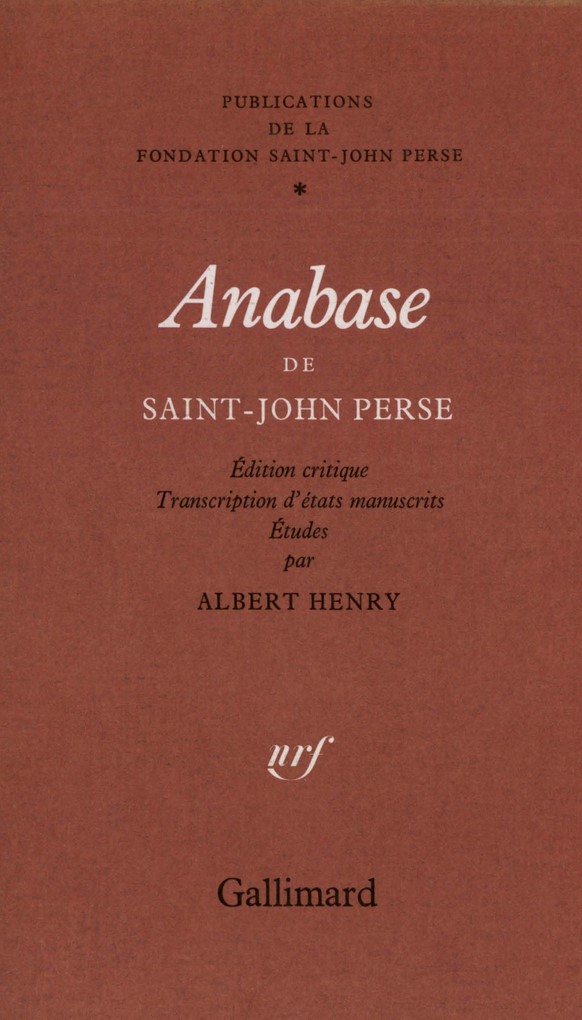 PUBLICATIONS
DE LA
FONDATION SAINT-JOHN PERSE
*
Anabase
DE
SAINT-JOHN PERSE
Édition critique
Transcription d'états manuscrits
Études
par
ALBERT HENRY
nrf
Gallimard